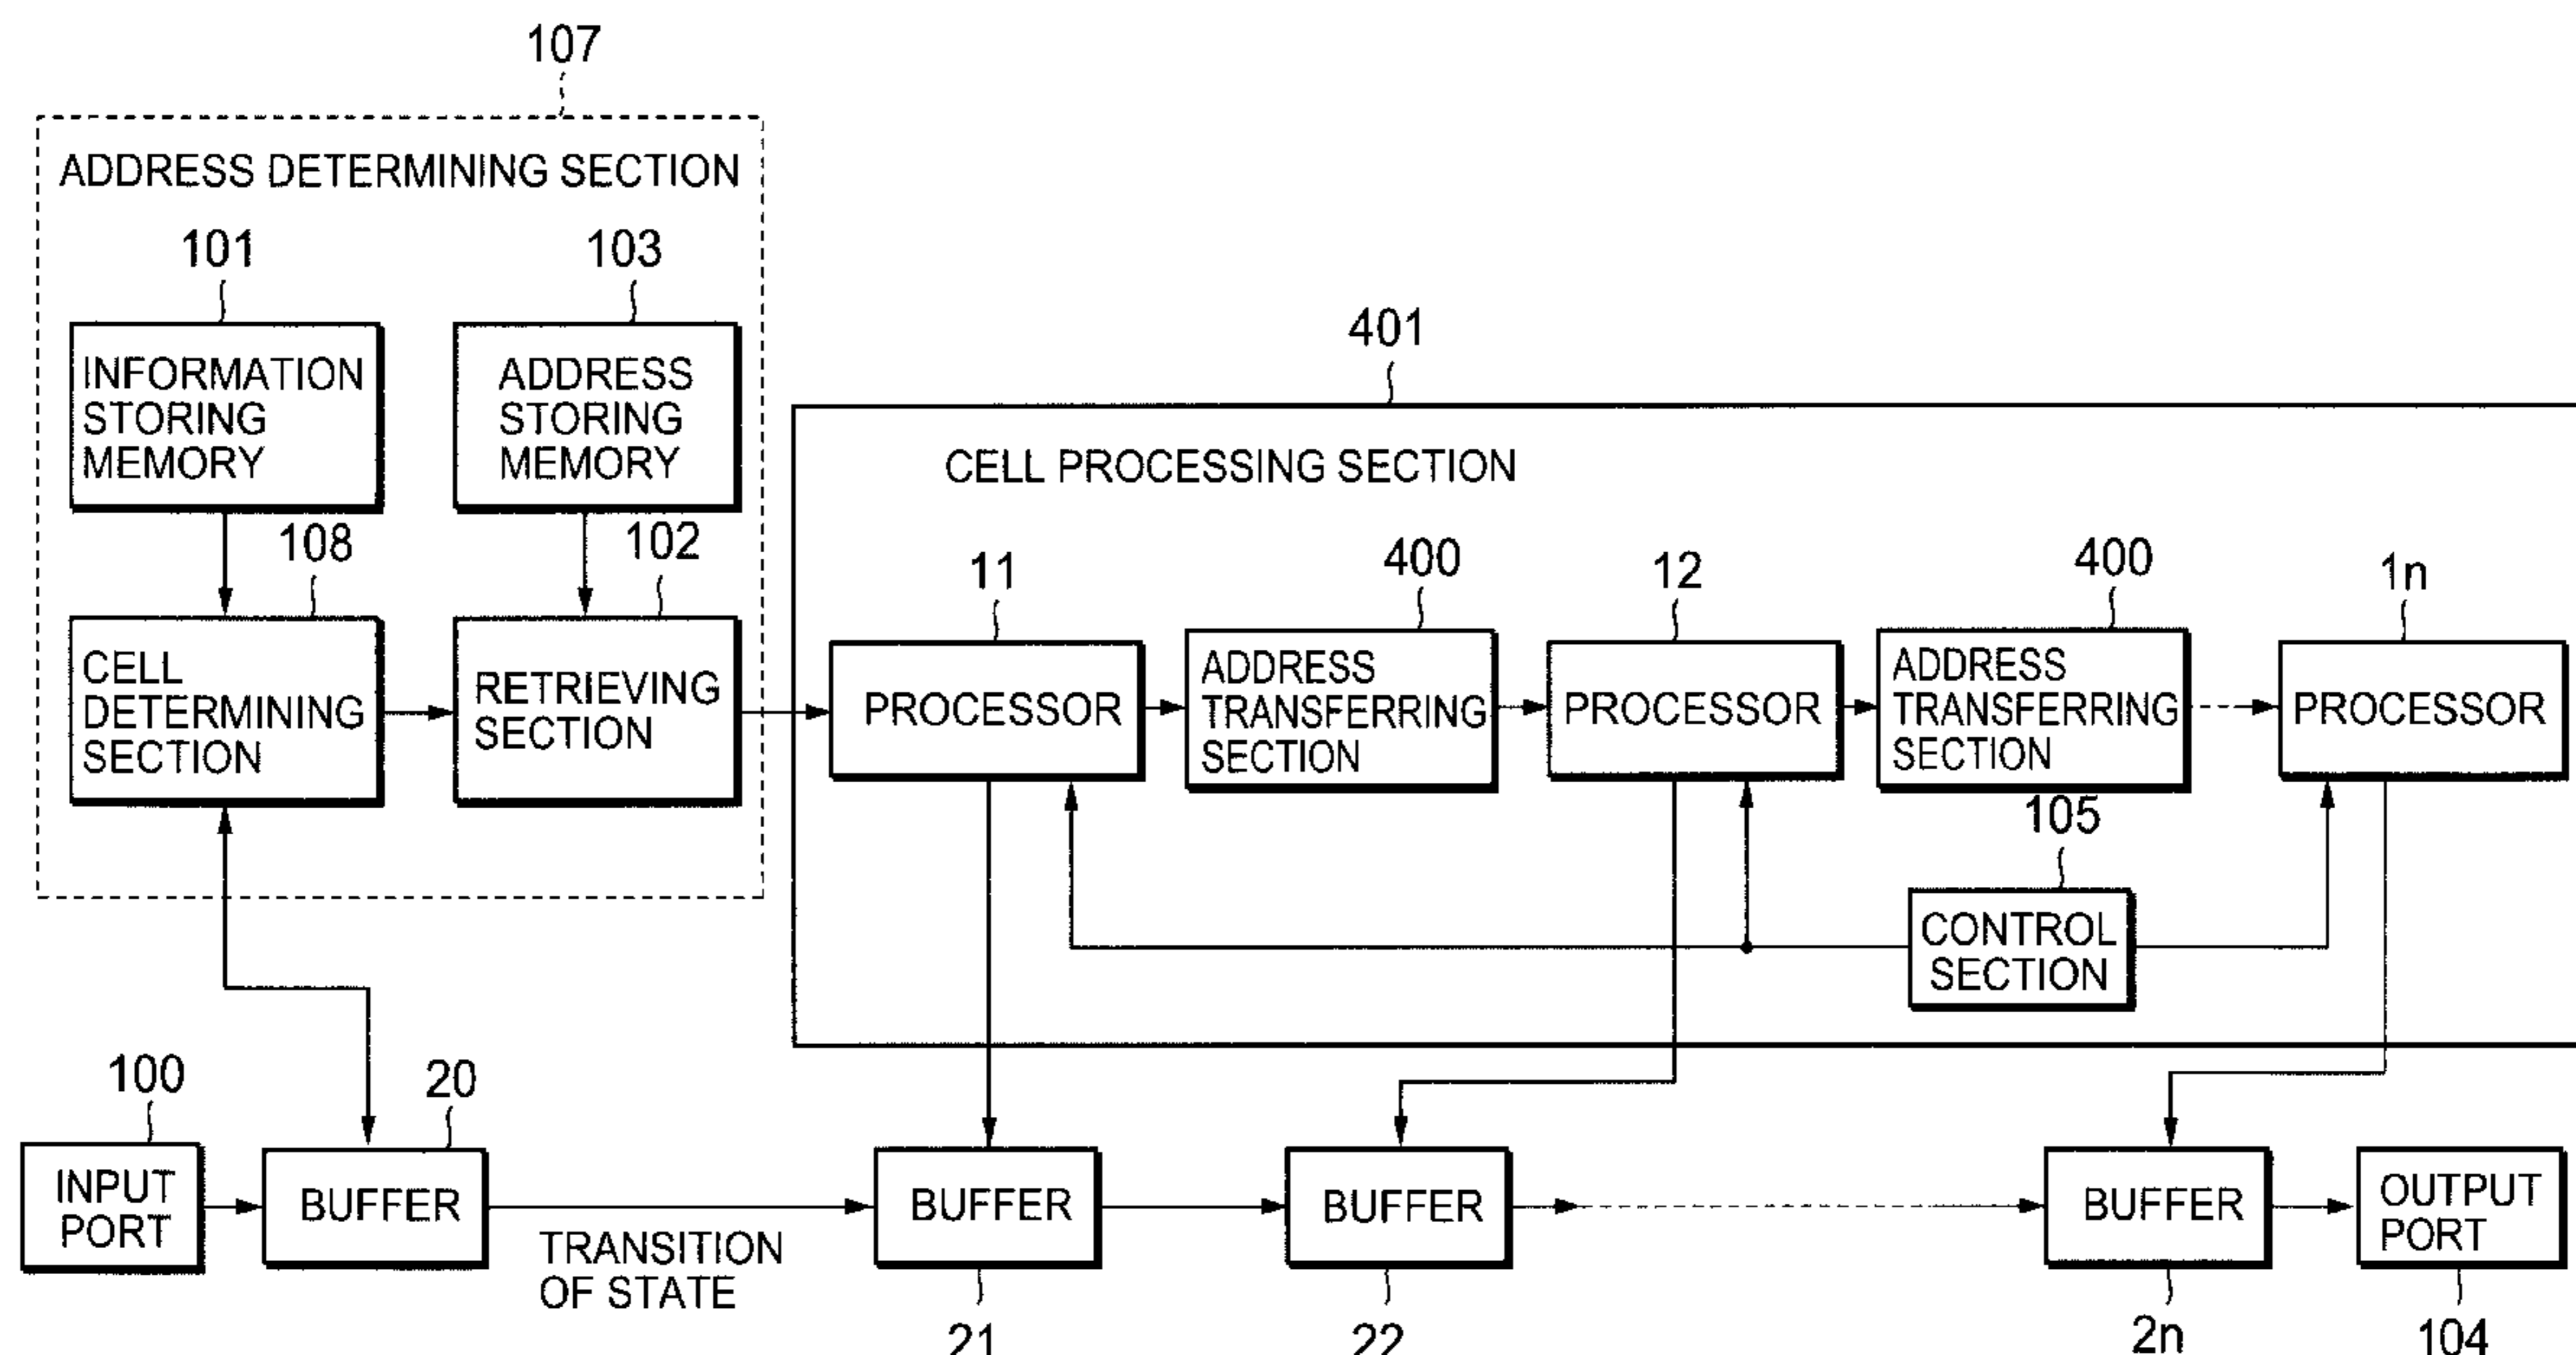 107
ADDRESS DETERMINING SECTION
101
103
INFORMATION
STORING
MEMORY
ADDRESS
STORING
MEMORY
108
102
CELL
DETERMINING
SECTION
RETRIEVING
SECTION
401
CELL PROCESSING SECTION
11
400
12
400
1n
PROCESSOR
ADDRESS
TRANSFERRING
SECTION
PROCESSOR
ADDRESS
TRANSFERRING
SECTION
PROCESSOR
105
CONTROL
SECTION
100
20
INPUT
PORT
BUFFER
TRANSITION
OF STATE
BUFFER
BUFFER
BUFFER
OUTPUT
PORT
21
22
2n
104